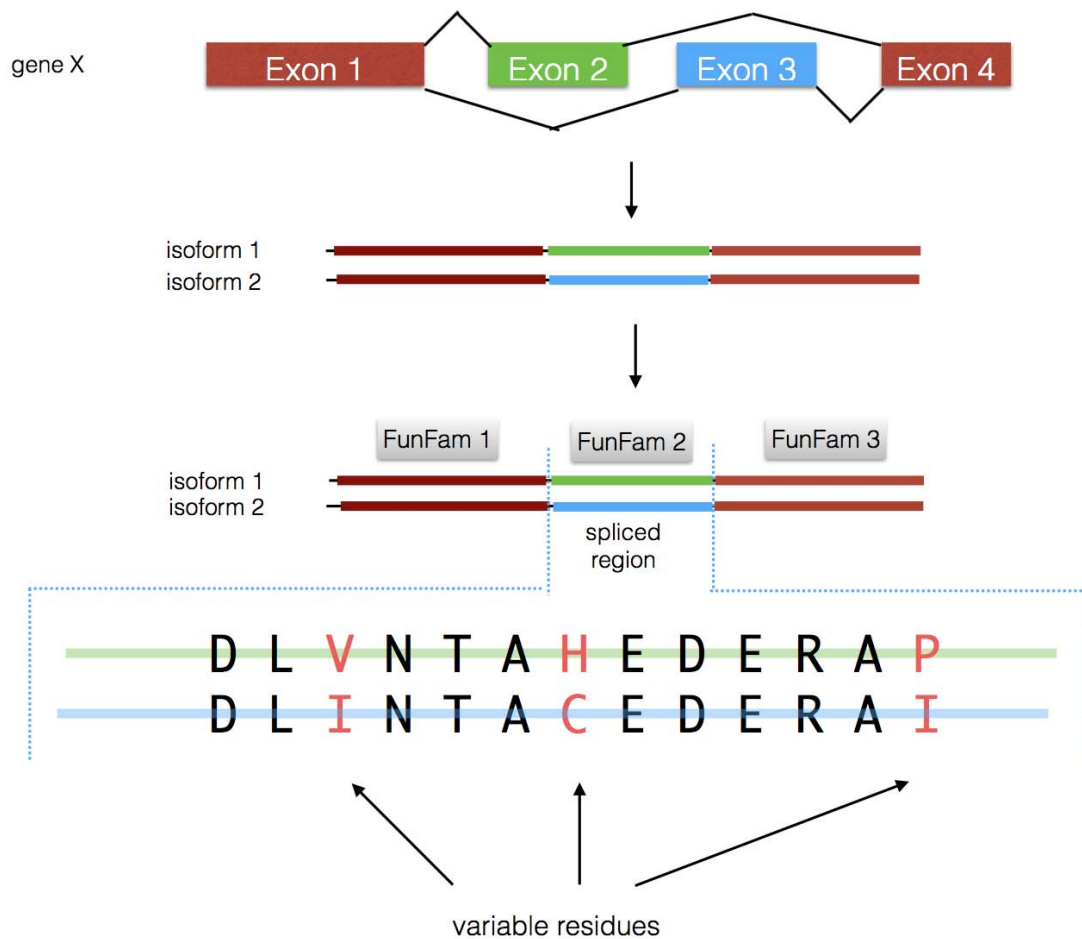 gene X
Exon 1 Exon 2 Exon 3 Exon 4
isoform 1
isoform 2
FunFam 1 FunFam 2 FunFam 3
isoform 1
isoform 2
spliced
region
D L V N T A H E D E R A P
D L I N T A C E D E R A I
variable residues